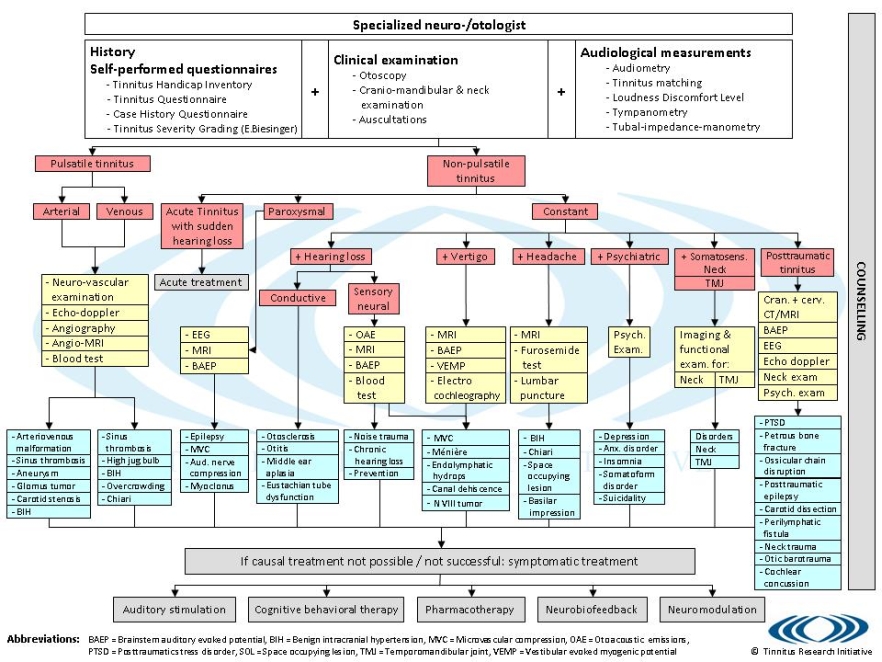 Specialized neuro-/otologist
History
Self-performed questionnaires
- Tinnitus Handicap Inventory
- Tinnitus Questionnaire
- Case History Questionnaire
- Tinnitus Severity Grading (E.Biesinger)
+
Clinical examination
- Otoscopy
- Cranio-mandibular & neck
examination
- Auscultations
+
Audiological measurements
- Audiometry
- Tinnitus matching
- Loudness Discomfort Level
- Tympanometry
- Tubal-impedance-manometry
COUNSELLING
Pulsatile tinnitus
Non-pulsatile
tinnitus
Arterial
Venous
Acute Tinnitus
with sudden
hearing loss
Paroxysmal
Constant
Acute treatment
+ Hearing loss
+ Vertigo
+ Headache
+ Psychiatric
+ Somatosens.
Neck
TMJ
Posttraumatic
tinnitus
Conductive
Sensory
neural
- Neuro-vascular
examination
- Echo-doppler
- Angiography
- Angio-MRI
- Blood test
- EEG
- MRI
- BAEP
- OAE
- MRI
- BAEP
- Blood
test
- MRI
- BAEP
- VEMP
- Electro
cochleography
- MRI
- Furosemide
test
- Lumbar
puncture
Psych.
Exam.
Imaging &
functional
exam. for:
Neck TMJ
Cran. + cerv.
CT/MRI
BAEP
EEG
Echo doppler
Neck exam
Psych. exam
- Arteriovenous
malformation
- Sinus thrombosis
- Aneurysm
- Glomus tumor
- Carotid stenosis
- BIH
- Sinus
thrombosis
- High jug bulb
- BIH
- Overcrowding
- Chiari
- Epilepsy
- MVC
- Aud. nerve
compression
- Myoclonus
- Otosclerosis
- Otitis
- Middle ear
aplasia
- Eustachian tube
dysfunction
- Noise trauma
- Chronic
hearing loss
- Prevention
- MVC
- Ménière
- Endolymphatic
hydrops
- Canal dehiscence
- N VIII tumor
- BIH
- Chiari
- Space
occupying
lesion
- Basilar
impression
- Depression
- Anx. disorder
- Insomnia
- Somatoform
disorder
- Suicidality
Disorders
Neck
TMJ
- PTSD
- Petrous bone
fracture
- Ossicular chain
disruption
- Posttraumatic
epilepsy
- Carotid dissection
- Perilymphatic
fistula
- Neck trauma
- Otic barotrauma
- Cochlear
concussion
If causal treatment not possible / not successful: symptomatic treatment
Auditory stimulation
Cognitive behavioral therapy
Pharmacotherapy
Neurobiofeedback
Neuromodulation
Abbreviations: BAEP = Brainstem auditory evoked potential, BIH = Benign intracranial hypertension, MVC = Microvascular compression, OAE = Otoacoustic emissions,
PTSD = Posttraumatic stress disorder, SOL = Space occupying lesion, TMJ = Temporomandibular joint, VEMP = Vestibular evoked myogenic potential
© Tinnitus Research Initiative